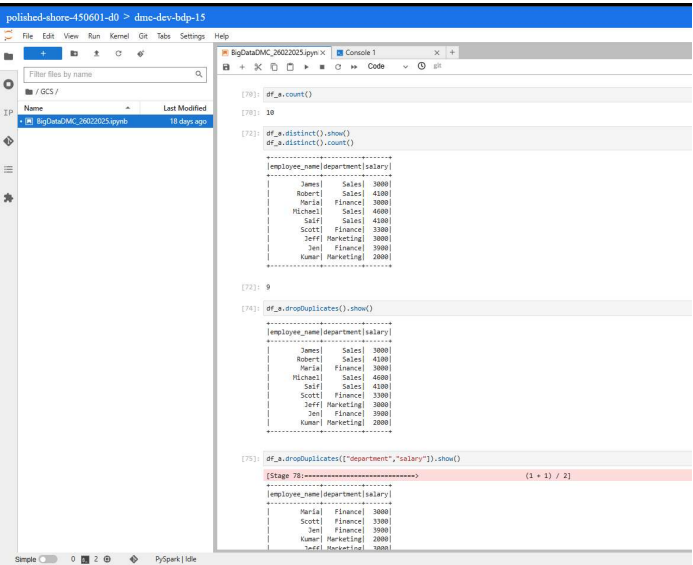 polished-shore-450601-d0 > dmc-dev-bdp-15
File Edit View Run Kernel Git Tabs Settings Help
BigDataDMC_26022025.ipyn × Console 1 × +
Filter files by name
Code git
/ GCS /
Name Last Modified
BigDataDMC_26022025.ipynb 18 days ago
IP
[70]: df_a.count()
[70]: 10
[72]: df_a.distinct().show()
df_a.distinct().count()
+-------------+----------+------+
|employee_name|department|salary|
+-------------+----------+------+
| James| Sales| 3000|
| Robert| Sales| 4100|
| Maria| Finance| 3000|
| Michael| Sales| 4600|
| Saif| Sales| 4100|
| Scott| Finance| 3300|
| Jeff| Marketing| 3000|
| Jen| Finance| 3900|
| Kumar| Marketing| 2000|
+-------------+----------+------+
[72]: 9
[74]: df_a.dropDuplicates().show()
+-------------+----------+------+
|employee_name|department|salary|
+-------------+----------+------+
| James| Sales| 3000|
| Robert| Sales| 4100|
| Maria| Finance| 3000|
| Michael| Sales| 4600|
| Saif| Sales| 4100|
| Scott| Finance| 3300|
| Jeff| Marketing| 3000|
| Jen| Finance| 3900|
| Kumar| Marketing| 2000|
+-------------+----------+------+
[75]: df_a.dropDuplicates(["department","salary"]).show()
[Stage 78:=============================> (1 + 1) / 2]
+-------------+----------+------+
|employee_name|department|salary|
+-------------+----------+------+
| Maria| Finance| 3000|
| Scott| Finance| 3300|
| Jen| Finance| 3900|
| Kumar| Marketing| 2000|
| Jeff| Marketing| 3000|
Simple 0 2 PySpark | Idle